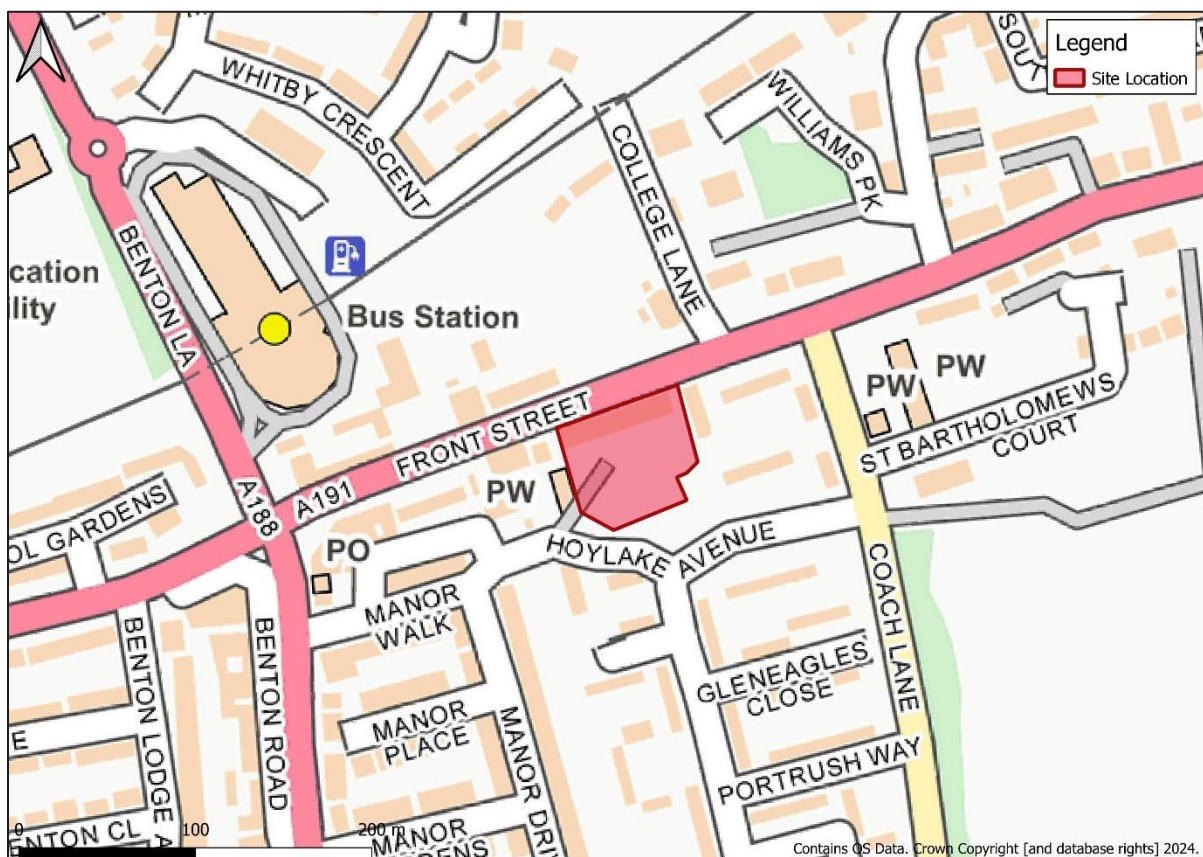 Legend
Site Location
SOUT
WHITBY CRESCENT
COLLEGE LANE
WILLIAMS PK
BENTON LA
cation
ility
Bus Station
PW
PW
ST BARTHOLOMEWS
COURT
FRONT STREET
A191
A188
PW
OL GARDENS
PO
HOYLAKE AVENUE
COACH LANE
MANOR
WALK
BENTON LODGE A
BENTON ROAD
GLENEAGLES
CLOSE
MANOR
PLACE
MANOR DRI
PORTRUSH WAY
E
ENTON CL
MANOR
RDENS
0
100
200 m
Contains OS Data. Crown Copyright [and database rights] 2024.